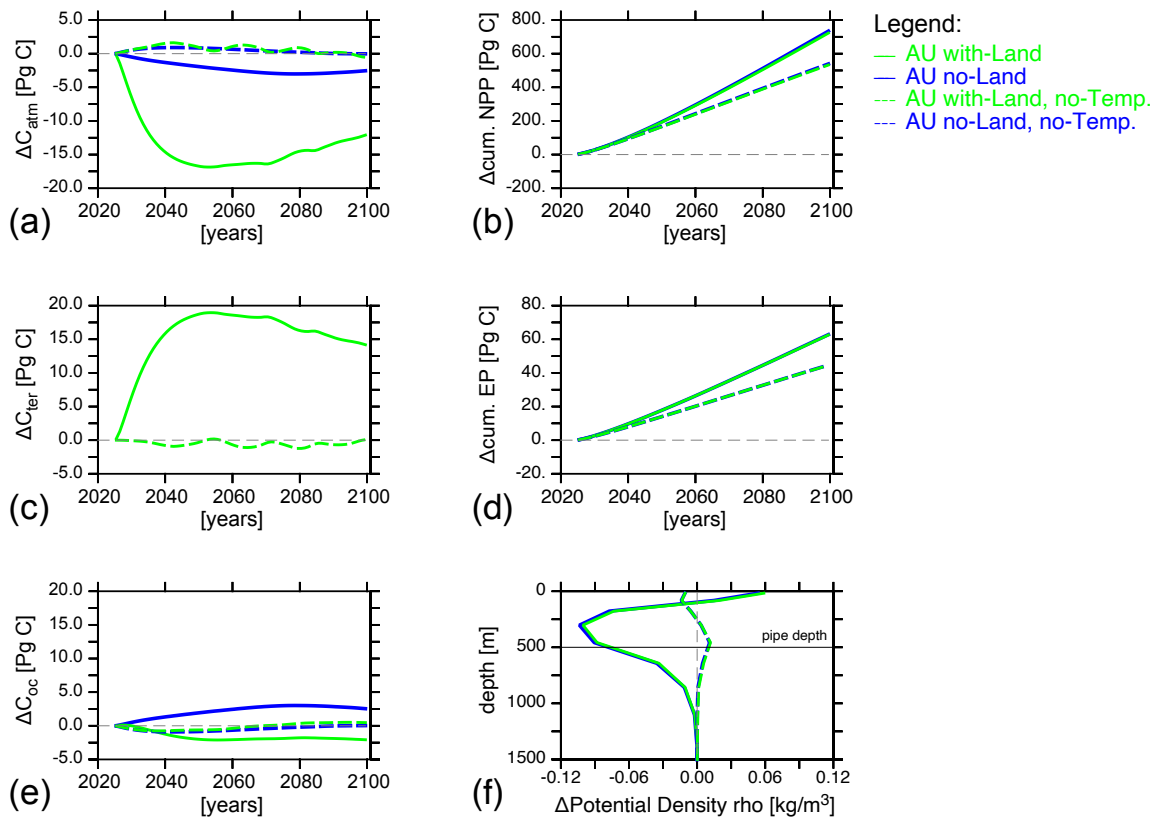 5.0
0.0
-5.0
-10.0
-15.0
-20.0
ΔC_atm [Pg C]
2020 2040 2060 2080 2100
[years]
(a)
800.
600.
400.
200.
0.
-200.
Δcum. NPP [Pg C]
2020 2040 2060 2080 2100
[years]
(b)
Legend:
AU with-Land
AU no-Land
AU with-Land, no-Temp.
AU no-Land, no-Temp.
20.0
15.0
10.0
5.0
0.0
-5.0
ΔC_ter [Pg C]
2020 2040 2060 2080 2100
[years]
(c)
80.
60.
40.
20.
0.
-20.
Δcum. EP [Pg C]
2020 2040 2060 2080 2100
[years]
(d)
20.0
15.0
10.0
5.0
0.0
-5.0
ΔC_oc [Pg C]
2020 2040 2060 2080 2100
[years]
(e)
0
500
1000
1500
depth [m]
pipe depth
-0.12 -0.06 0.00 0.06 0.12
ΔPotential Density rho [kg/m³]
(f)